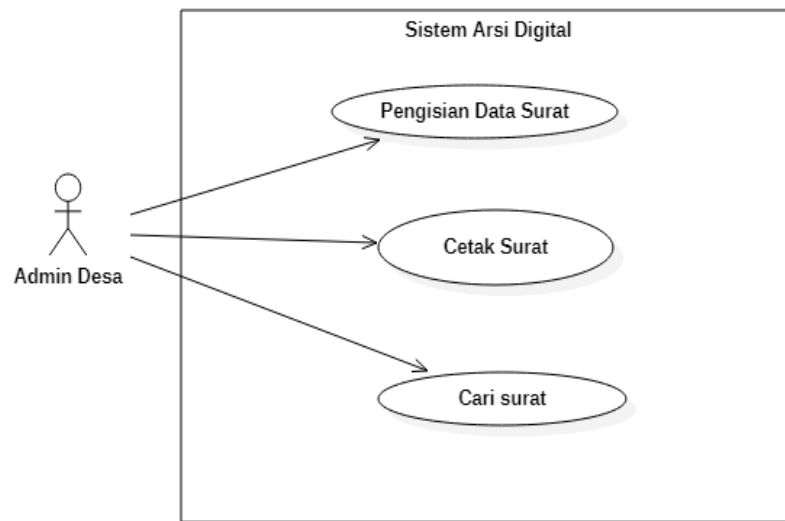 Sistem Arsi Digital
Pengisian Data Surat
Cetak Surat
Admin Desa
Cari surat